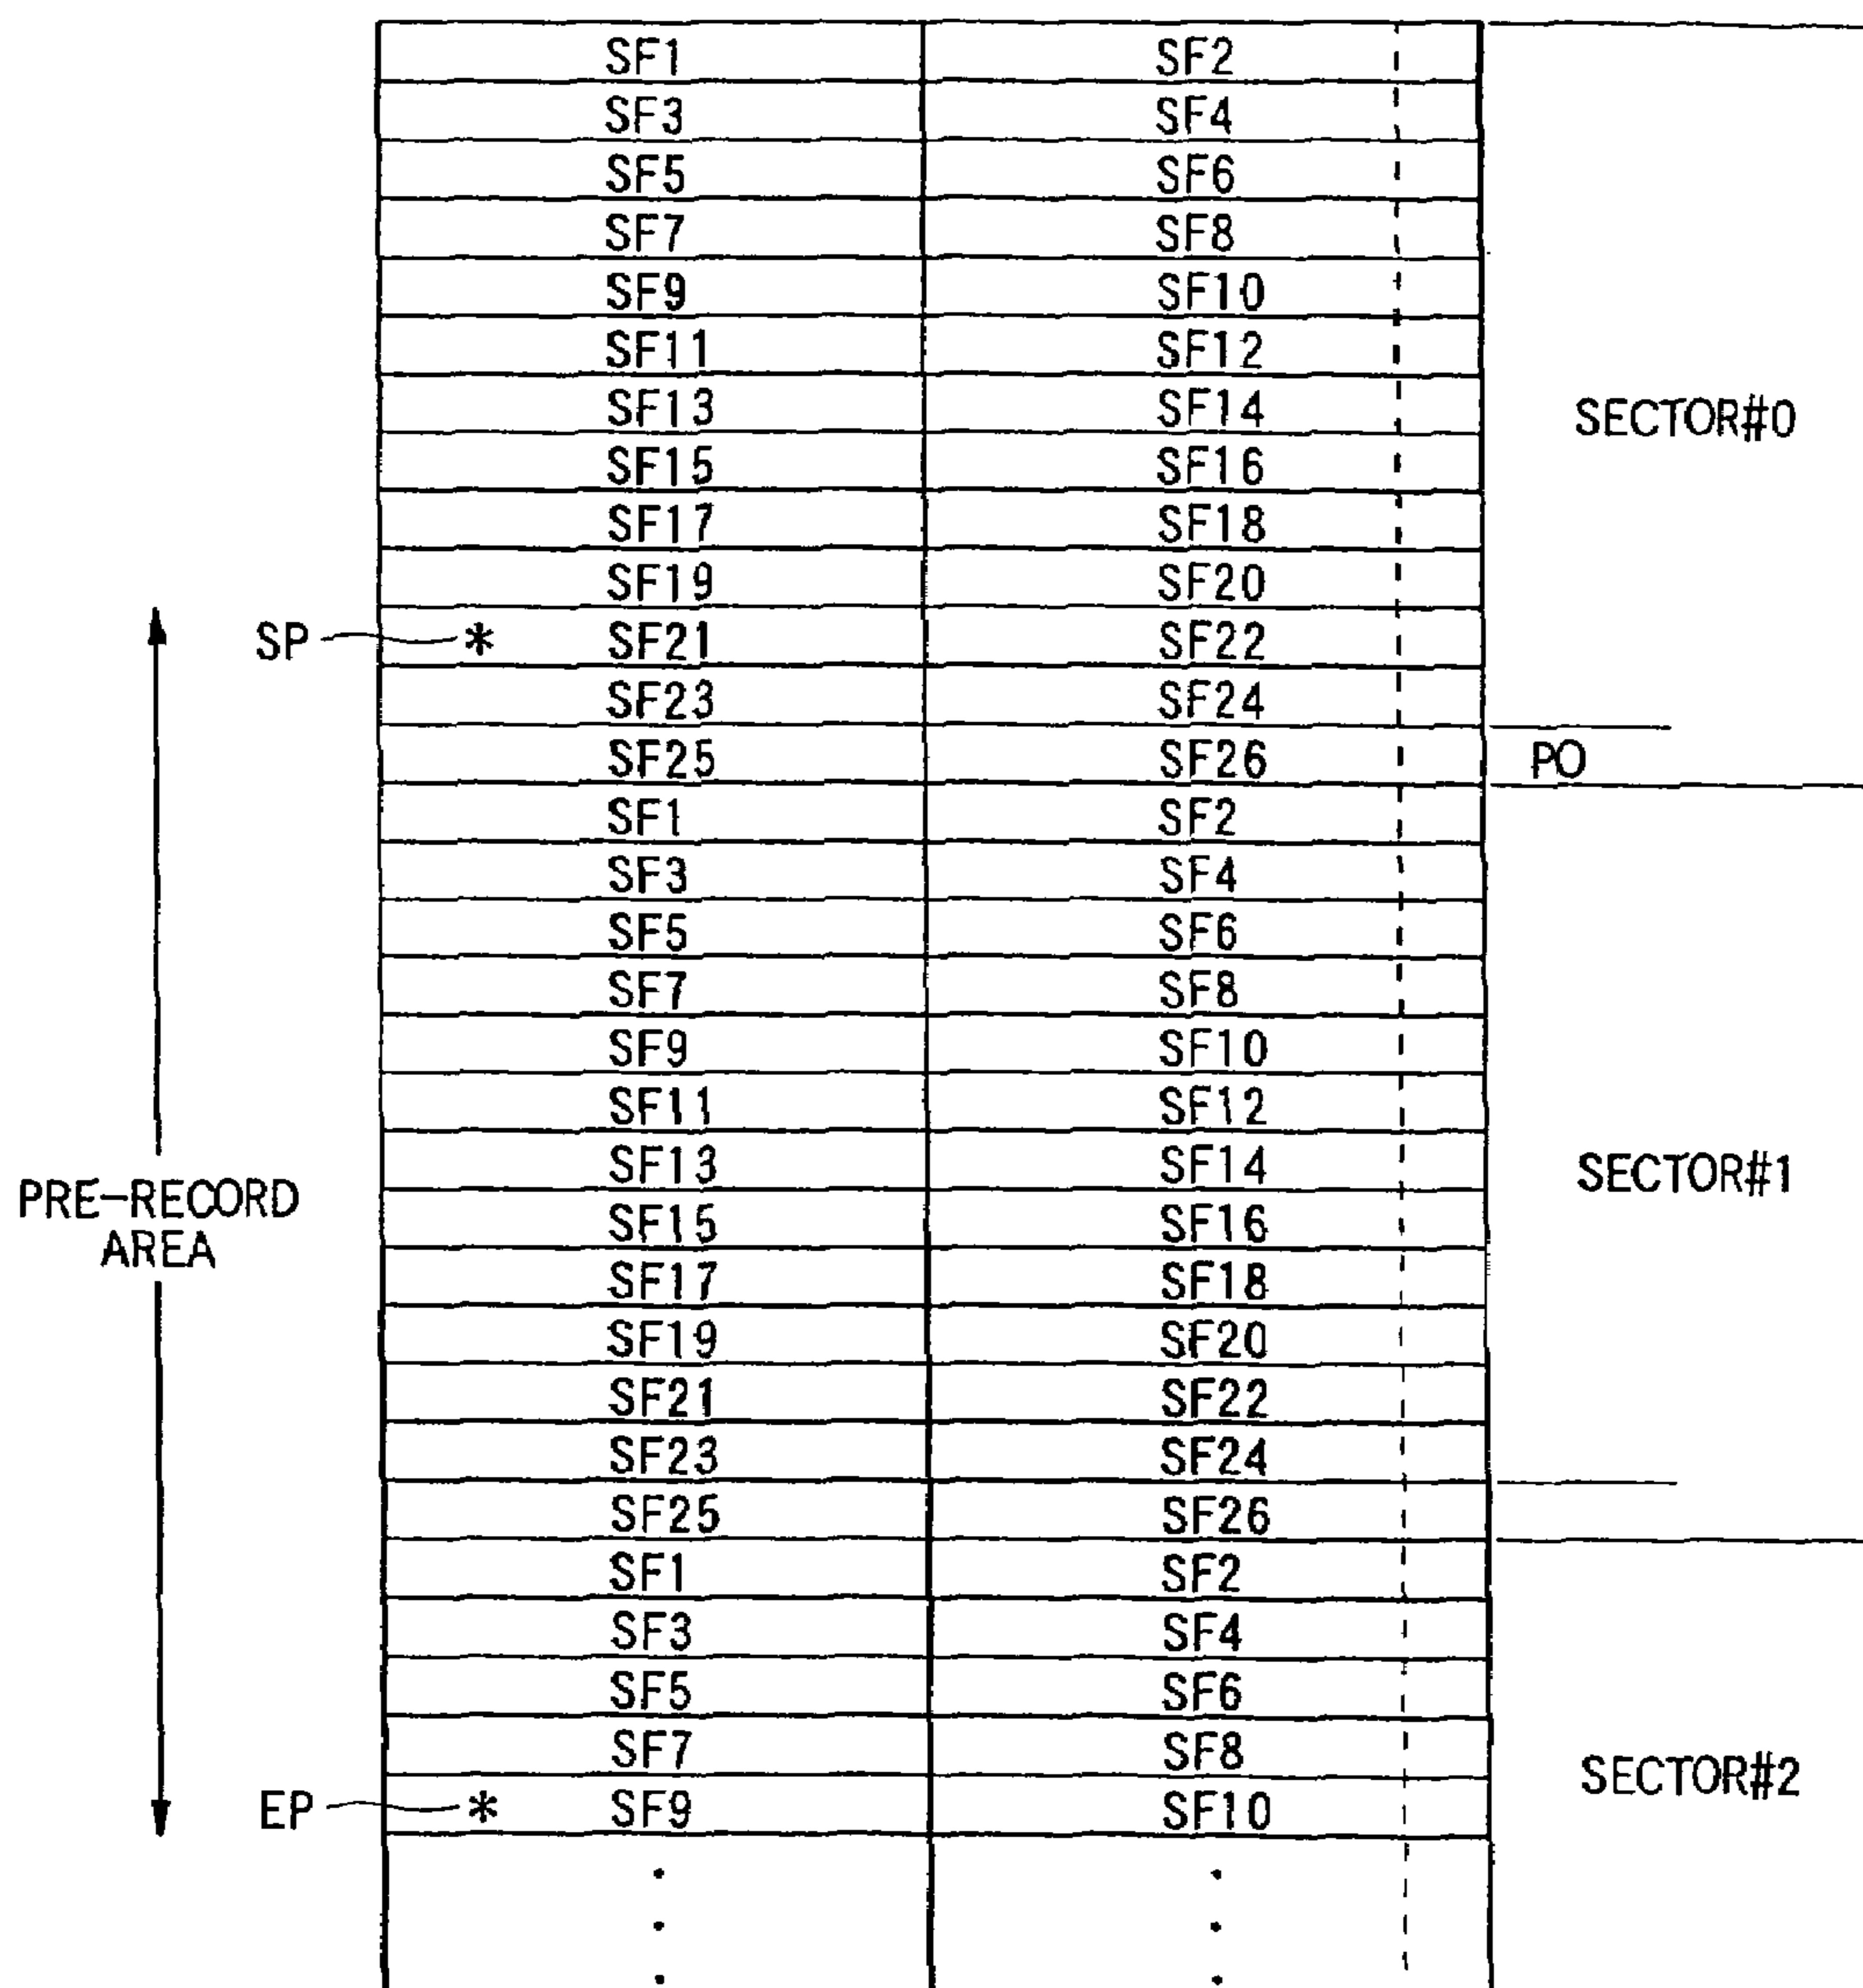 SF1 SF2
SF3 SF4
SF5 SF6
SF7 SF8
SF9 SF10
SF11 SF12
SF13 SF14 SECTOR#0
SF15 SF16
SF17 SF18
SF19 SF20
SP * SF21 SF22
SF23 SF24
SF25 SF26 PO
SF1 SF2
SF3 SF4
SF5 SF6
SF7 SF8
SF9 SF10
SF11 SF12
SF13 SF14 SECTOR#1
PRE-RECORD
AREA
SF15 SF16
SF17 SF18
SF19 SF20
SF21 SF22
SF23 SF24
SF25 SF26
SF1 SF2
SF3 SF4
SF5 SF6
SF7 SF8 SECTOR#2
EP * SF9 SF10